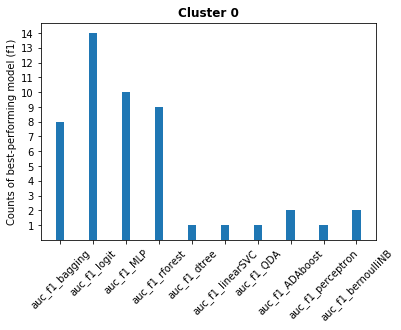 Cluster 0
Counts of best-performing model (f1)
14
13
12
11
10
9
8
7
6
5
4
3
2
1
auc_f1_bagging
auc_f1_logit
auc_f1_MLP
auc_f1_rforest
auc_f1_dtree
auc_f1_linearSVC
auc_f1_QDA
auc_f1_ADAboost
auc_f1_perceptron
auc_f1_bernoulliNB